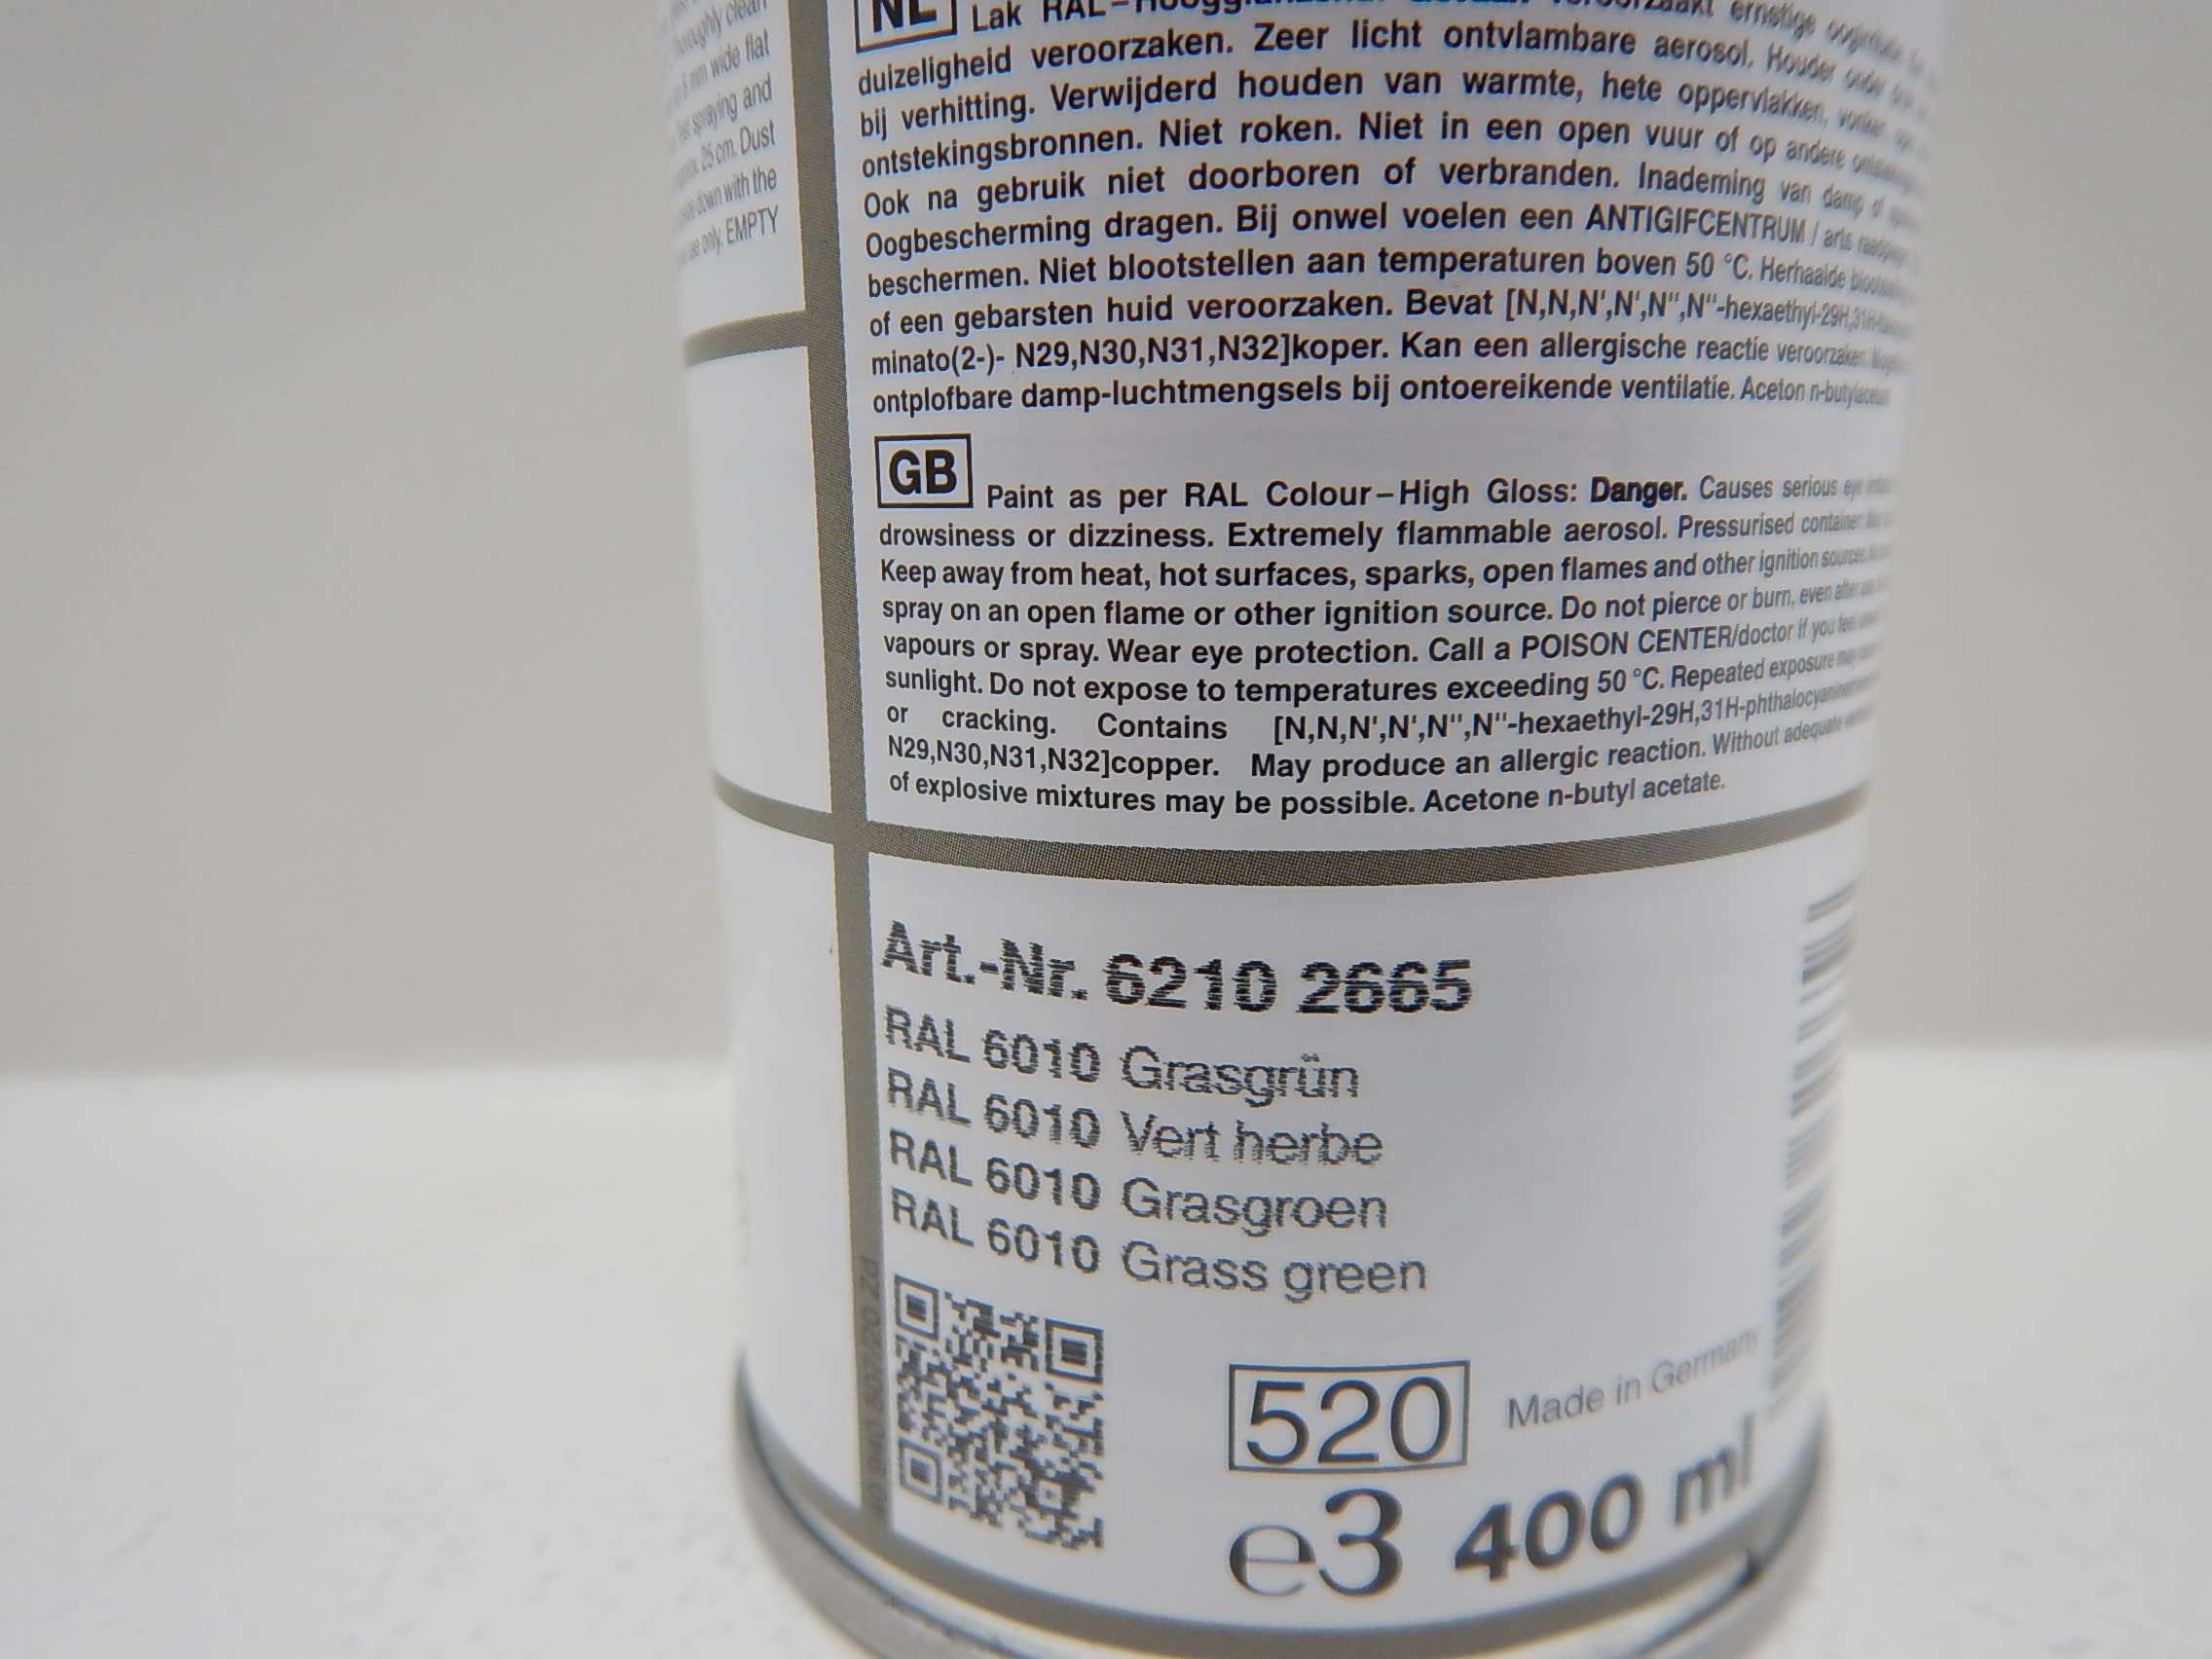 thoroughly clean
mm wide flat
spraying and
25 cm. Dust
down with the
use only. EMPTY
NL Lak RAL – ernstige
duizeligheid veroorzaken. Zeer licht ontvlambare aerosol. Houder onder
bij verhitting. Verwijderd houden van warmte, hete oppervlakken, vonken,
ontstekingsbronnen. Niet roken. Niet in een open vuur of op andere
Ook na gebruik niet doorboren of verbranden. Inademing van damp of
Oogbescherming dragen. Bij onwel voelen een ANTIGIFCENTRUM / arts
beschermen. Niet blootstellen aan temperaturen boven 50 °C. Herhaalde
of een gebarsten huid veroorzaken. Bevat [N,N,N',N',N'',N''-hexaethyl-29H,31H-
minato(2-)- N29,N30,N31,N32]koper. Kan een allergische reactie veroorzaken.
ontplofbare damp-luchtmengsels bij ontoereikende ventilatie. Aceton n-butylacetaat
GB Paint as per RAL Colour – High Gloss: Danger. Causes serious eye
drowsiness or dizziness. Extremely flammable aerosol. Pressurised container:
Keep away from heat, hot surfaces, sparks, open flames and other ignition sources.
spray on an open flame or other ignition source. Do not pierce or burn, even after use.
vapours or spray. Wear eye protection. Call a POISON CENTER/doctor if you feel
sunlight. Do not expose to temperatures exceeding 50 °C. Repeated exposure may
or cracking. Contains [N,N,N',N',N'',N''-hexaethyl-29H,31H-
N29,N30,N31,N32]copper. May produce an allergic reaction. Without adequate
of explosive mixtures may be possible. Acetone n-butyl acetate.
Art.-Nr. 6210 2665
RAL 6010 Grasgrün
RAL 6010 Vert herbe
RAL 6010 Grasgroen
RAL 6010 Grass green
520 Made in Germany
e3 400 ml